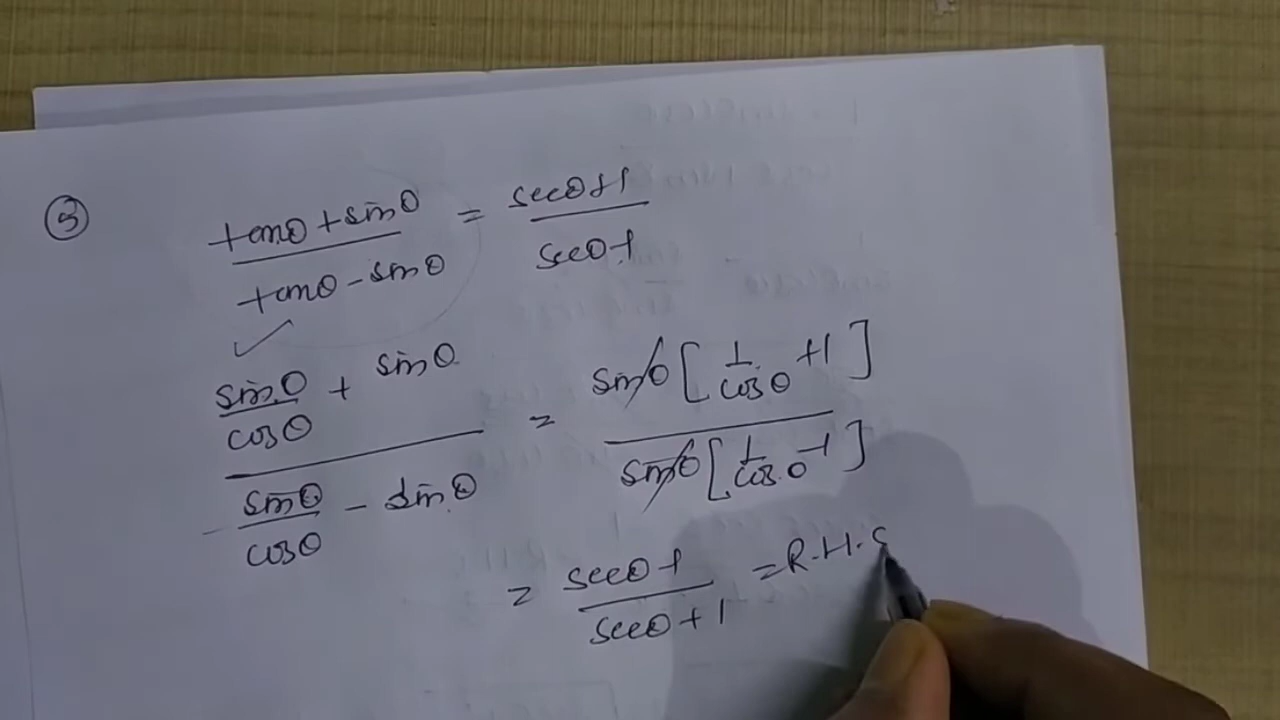 5
tanθ + sinθ / tanθ - sinθ = secθ+1 / secθ-1
✓
sinθ/cosθ + sinθ / sinθ/cosθ - sinθ = sinθ[1/cosθ +1] / sinθ[1/cosθ -1]
= secθ-1 / secθ+1 = R.H.S